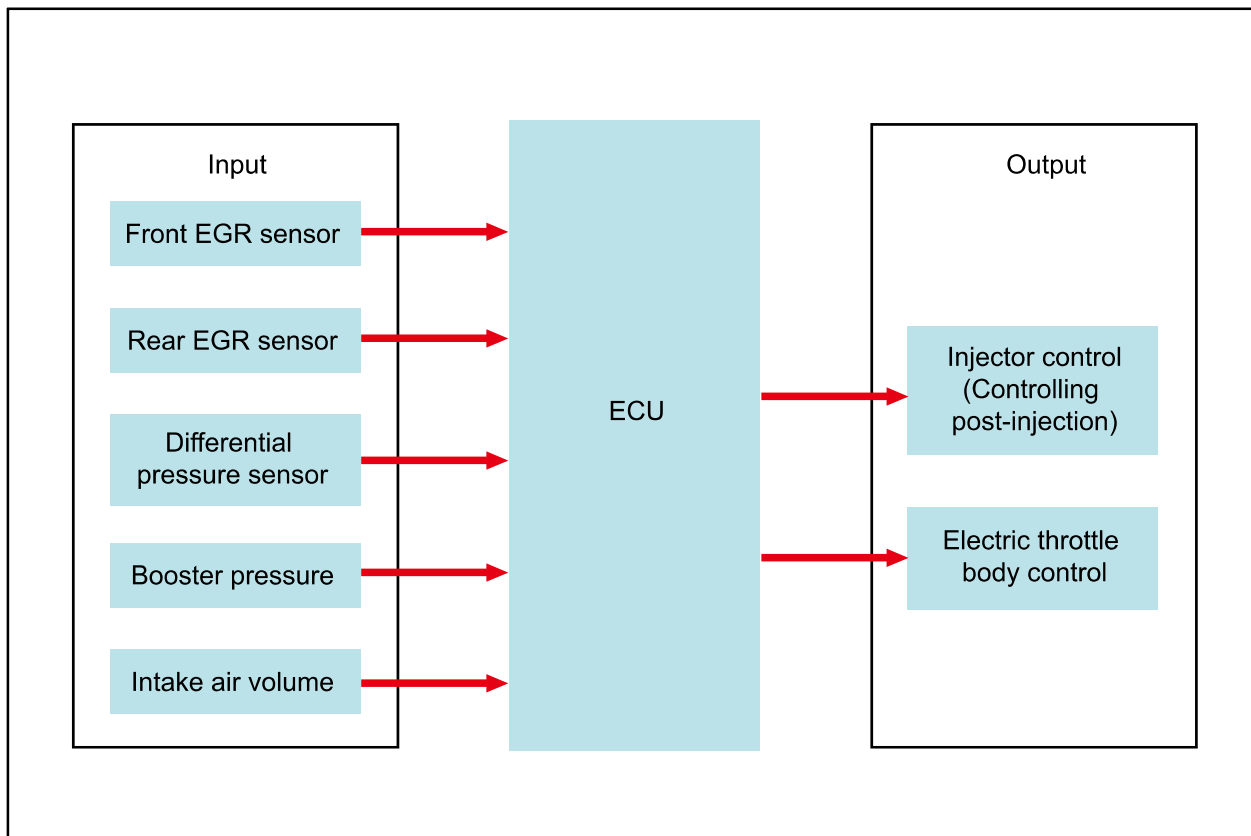 Input
Front EGR sensor
Rear EGR sensor
Differential
pressure sensor
Booster pressure
Intake air volume
ECU
Output
Injector control
(Controlling
post-injection)
Electric throttle
body control